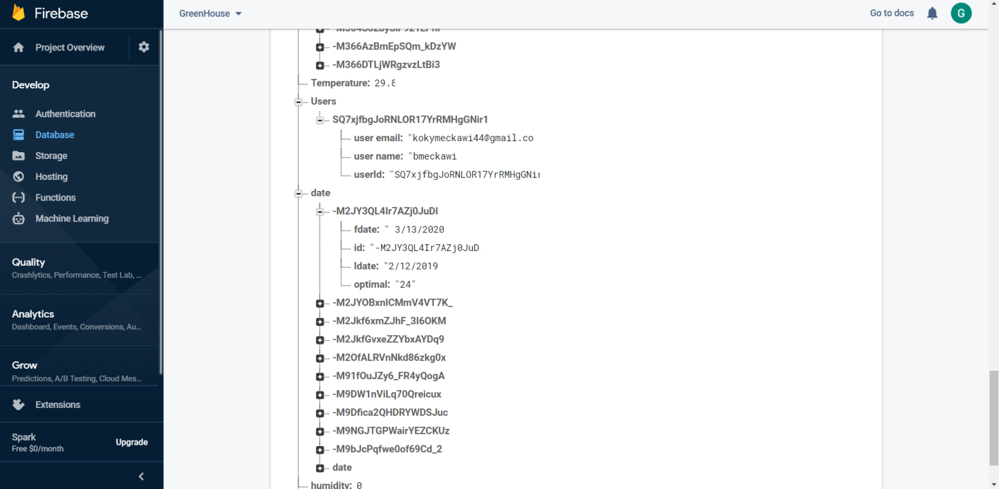 Firebase
GreenHouse
Go to docs
G
Project Overview
Develop
Authentication
Database
Storage
Hosting
Functions
Machine Learning
Quality
Crashlytics, Performance, Test Lab, ...
Analytics
Dashboard, Events, Conversions, Au...
Grow
Predictions, A/B Testing, Cloud Mes...
Extensions
Spark
Free $0/month
Upgrade
-M366AzBmEpSQm_kDzYW
-M366DTLjWRgzvzLtBi3
Temperature: 29.8
Users
SQ7xjfbgJoRNLOR17YrRMHgGNir1
user email: "kokymeckawi44@gmail.co
user name: "bmeckawi
userId: "SQ7xjfbgJoRNLOR17YrRMHgGNir
date
-M2JY3QL4Ir7AZj0JuDI
fdate: " 3/13/2020
id: "-M2JY3QL4Ir7AZj0JuD
ldate: "2/12/2019
optimal: "24"
-M2JYOBxnICMmV4VT7K_
-M2Jkf6xmZJhF_3I6OKM
-M2JkfGvxeZZYbxAYDq9
-M2OfALRVnNkd86zkg0x
-M91fOuJZy6_FR4yQogA
-M9DW1nViLq70Qreicux
-M9Dfica2QHDRYWDSJuc
-M9NGJTGPWairYEZCKUz
-M9bJcPqfwe0of69Cd_2
date
humidity: 0